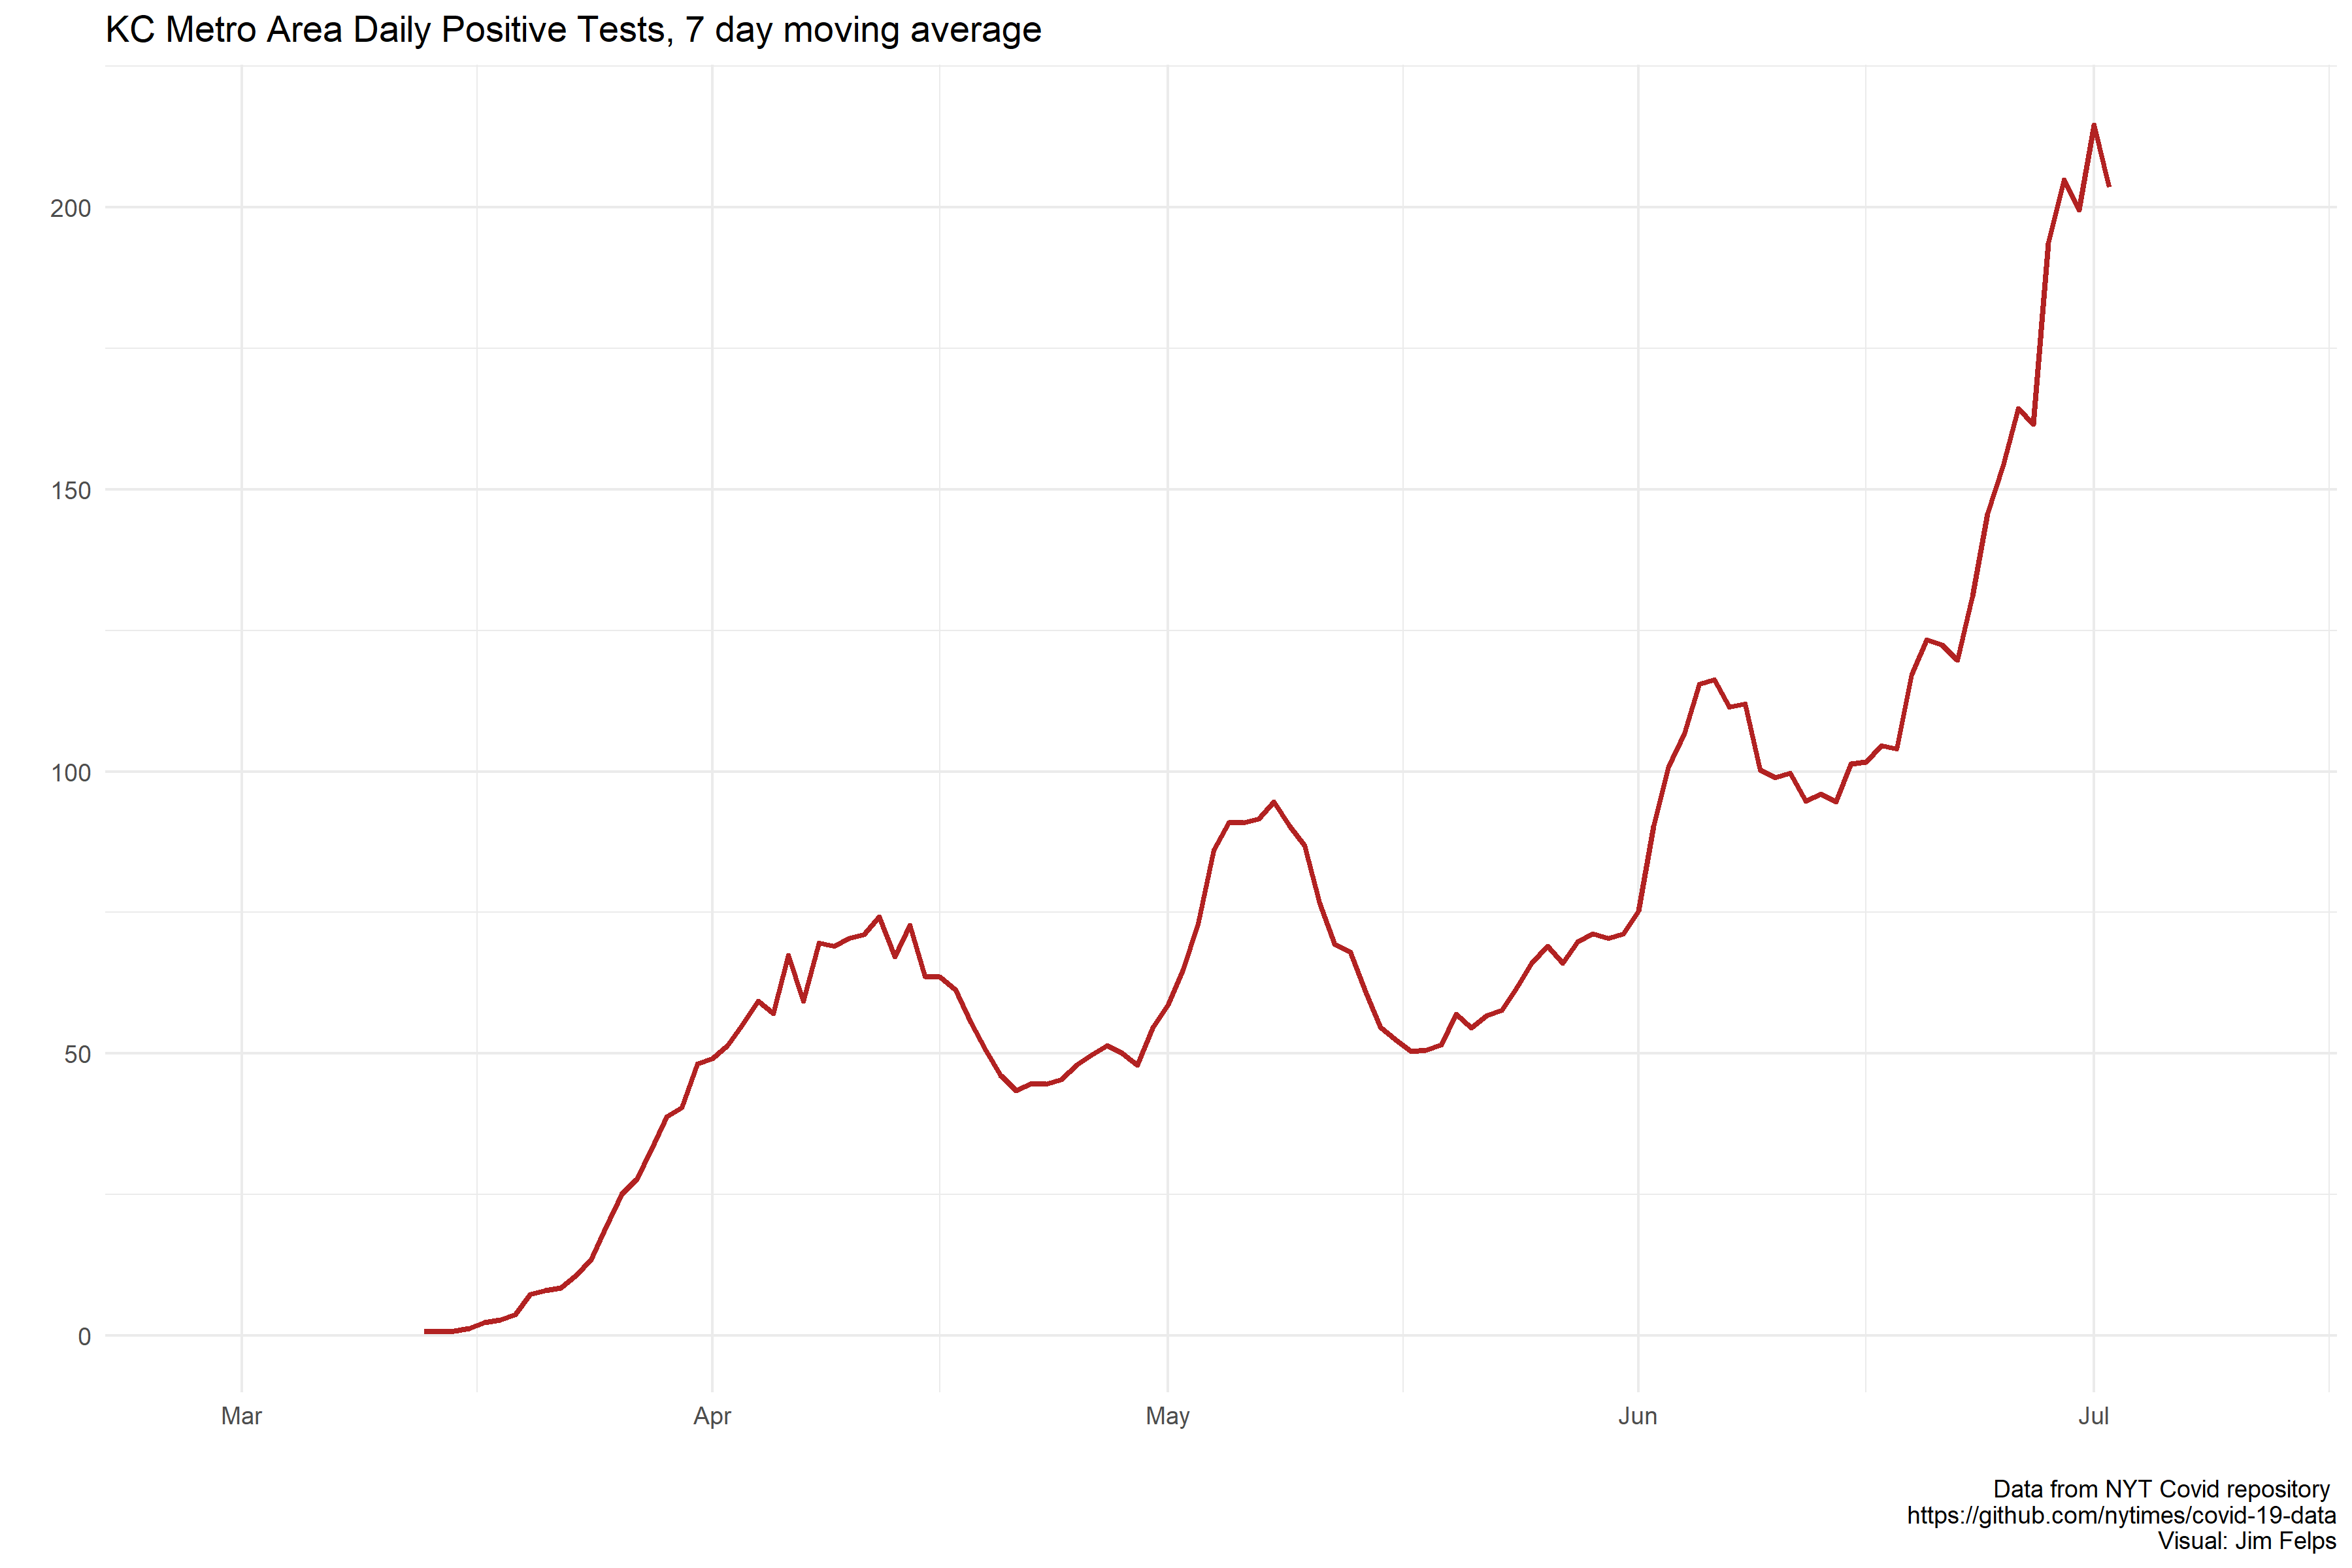 KC Metro Area Daily Positive Tests, 7 day moving average
200
150
100
50
0
Mar Apr May Jun Jul
Data from NYT Covid repository
https://github.com/nytimes/covid-19-data
Visual: Jim Felps